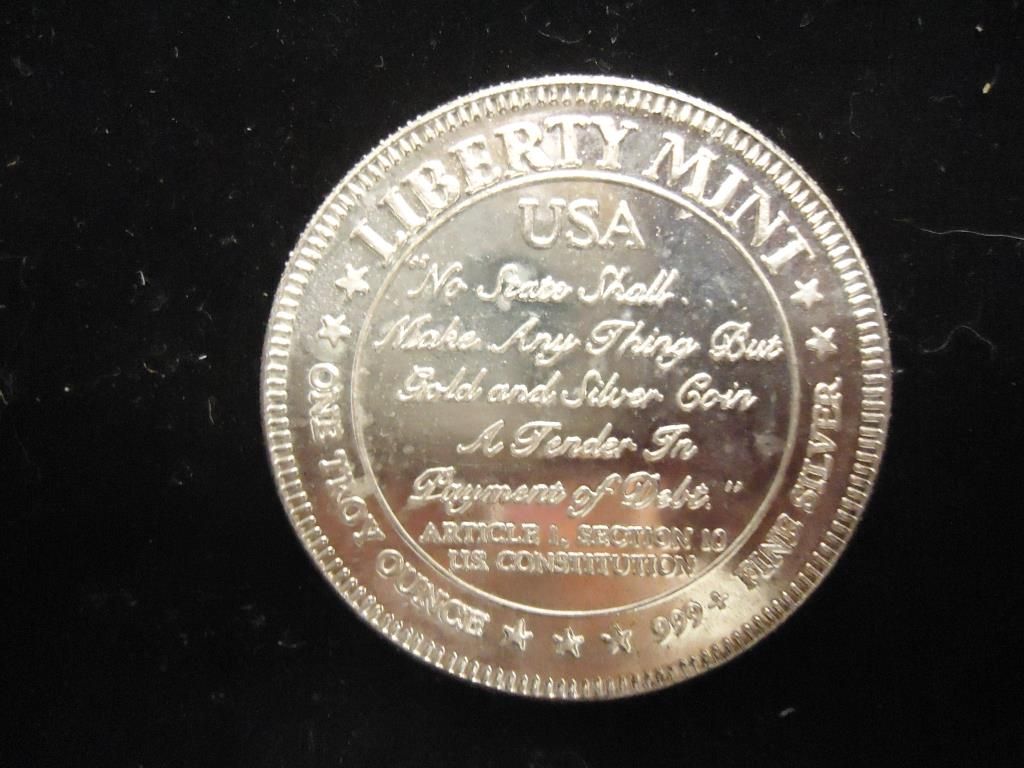 LIBERTY MINT
USA
"No State Shall . . .
Make Any Thing But
Gold and Silver Coin
A Tender In
Payment of Debt."
ARTICLE 1, SECTION 10
U.S. CONSTITUTION
ONE TROY OUNCE
999+ FINE SILVER